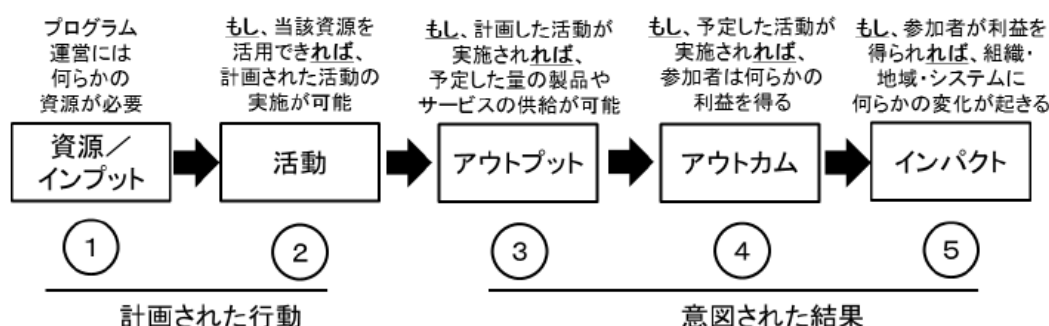 プログラム
運営には
何らかの
資源が必要
もし、当該資源を
活用できれば、
計画された活動の
実施が可能
もし、計画した活動が
実施されれば、
予定した量の製品や
サービスの供給が可能
もし、予定した活動が
実施されれば、
参加者は何らかの
利益を得る
もし、参加者が利益を
得られれば、組織・
地域・システムに
何らかの変化が起きる
資源／
インプット
活動
アウトプット
アウトカム
インパクト
1
2
3
4
5
計画された行動
意図された結果